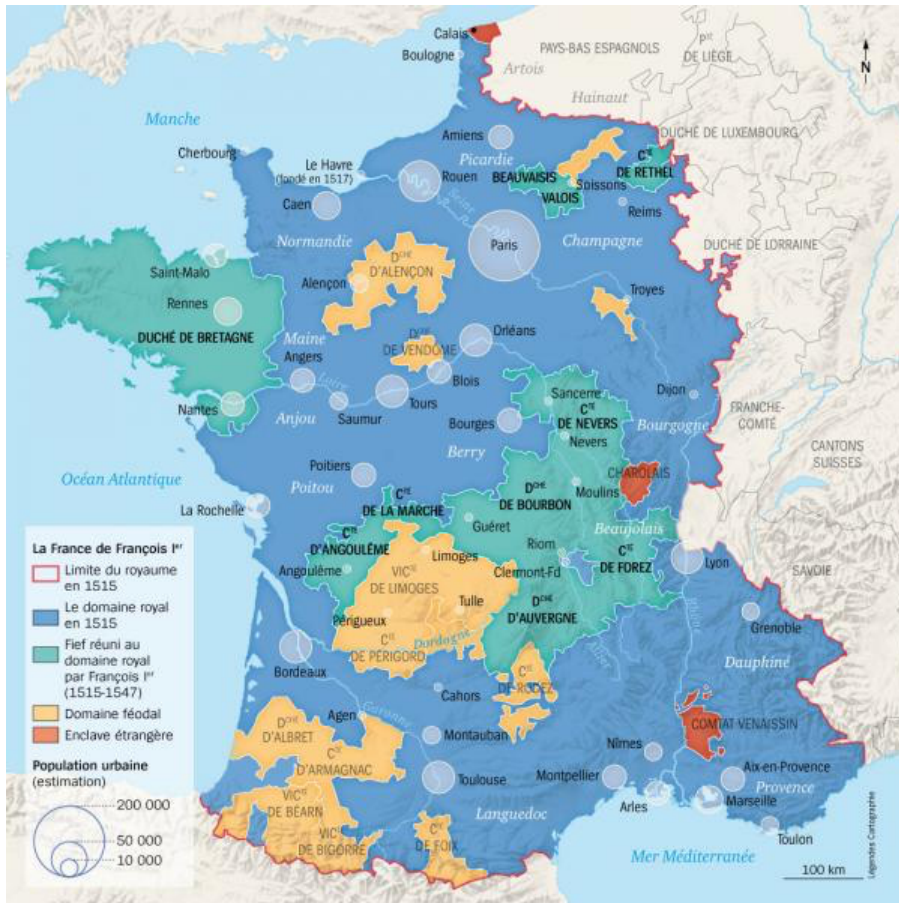 Calais
PAYS-BAS ESPAGNOLS
Pté
DE LIÈGE
N
Boulogne
Artois
Hainaut
Manche
DUCHÉ DE LUXEMBOURG
Amiens
Picardie
Cherbourg
Le Havre
(fondé en 1517)
Rouen
BEAUVAISIS
VALOIS
Soissons
CTÉ
DE RETHEL
Caen
Seine
Reims
Normandie
Paris
Champagne
DUCHÉ DE LORRAINE
DCHÉ
D'ALENÇON
Saint-Malo
Alençon
Troyes
Rennes
DUCHÉ DE BRETAGNE
Maine
Orléans
DCHÉ
DE VENDÔME
Angers
Loire
Blois
Nantes
Anjou
Saumur
Tours
Sancerre
Dijon
CTÉ
DE NEVERS
Bourges
Nevers
Bourgogne
FRANCHE-
COMTÉ
Berry
CANTONS
SUISSES
Océan Atlantique
Poitiers
Poitou
CHAROLAIS
DCHÉ
DE BOURBON
Moulins
La Rochelle
CTÉ
DE LA MARCHE
Guéret
Beaujolais
CTÉ
D'ANGOULÊME
Riom
Limoges
CTÉ
DE FOREZ
Lyon
Angoulême
Clermont-Fd
VICTÉ
DE LIMOGES
SAVOIE
Tulle
DCHÉ
D'AUVERGNE
Périgueux
Rhône
Grenoble
Dordogne
CTÉ
DE PÉRIGORD
Allier
Dauphiné
Bordeaux
CTÉ
DE RODEZ
Cahors
Garonne
Agen
COMTAT VENAISSIN
DCHÉ
D'ALBRET
Montauban
Nîmes
CTÉ
D'ARMAGNAC
Toulouse
Montpellier
Aix-en-Provence
Provence
VICTÉ
DE BÉARN
Arles
Marseille
Languedoc
VICTÉ
DE BIGORRE
CTÉ
DE FOIX
Toulon
Mer Méditerranée
100 km
Légendes Cartographie
La France de François Ier
Limite du royaume
en 1515
Le domaine royal
en 1515
Fief réuni au
domaine royal
par François Ier
(1515-1547)
Domaine féodal
Enclave étrangère
Population urbaine
(estimation)
200 000
50 000
10 000